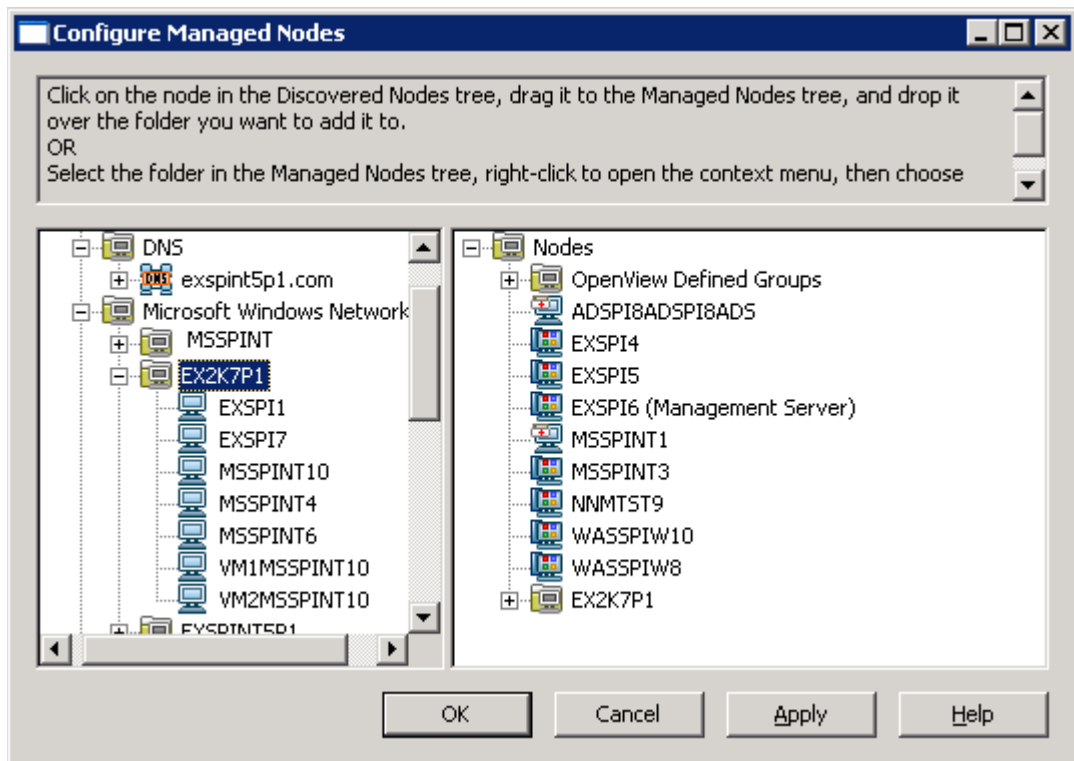 Configure Managed Nodes
Click on the node in the Discovered Nodes tree, drag it to the Managed Nodes tree, and drop it
over the folder you want to add it to.
OR
Select the folder in the Managed Nodes tree, right-click to open the context menu, then choose
DNS
DNS
exspint5p1.com
Microsoft Windows Network
MSSPINT
EX2K7P1
EXSPI1
EXSPI7
MSSPINT10
MSSPINT4
MSSPINT6
VM1MSSPINT10
VM2MSSPINT10
EXSPINT5P1
Nodes
OpenView Defined Groups
ADSPI8ADSPI8ADS
EXSPI4
EXSPI5
EXSPI6 (Management Server)
MSSPINT1
MSSPINT3
NNMTST9
WASSPIW10
WASSPIW8
EX2K7P1
OK
Cancel
Apply
Help